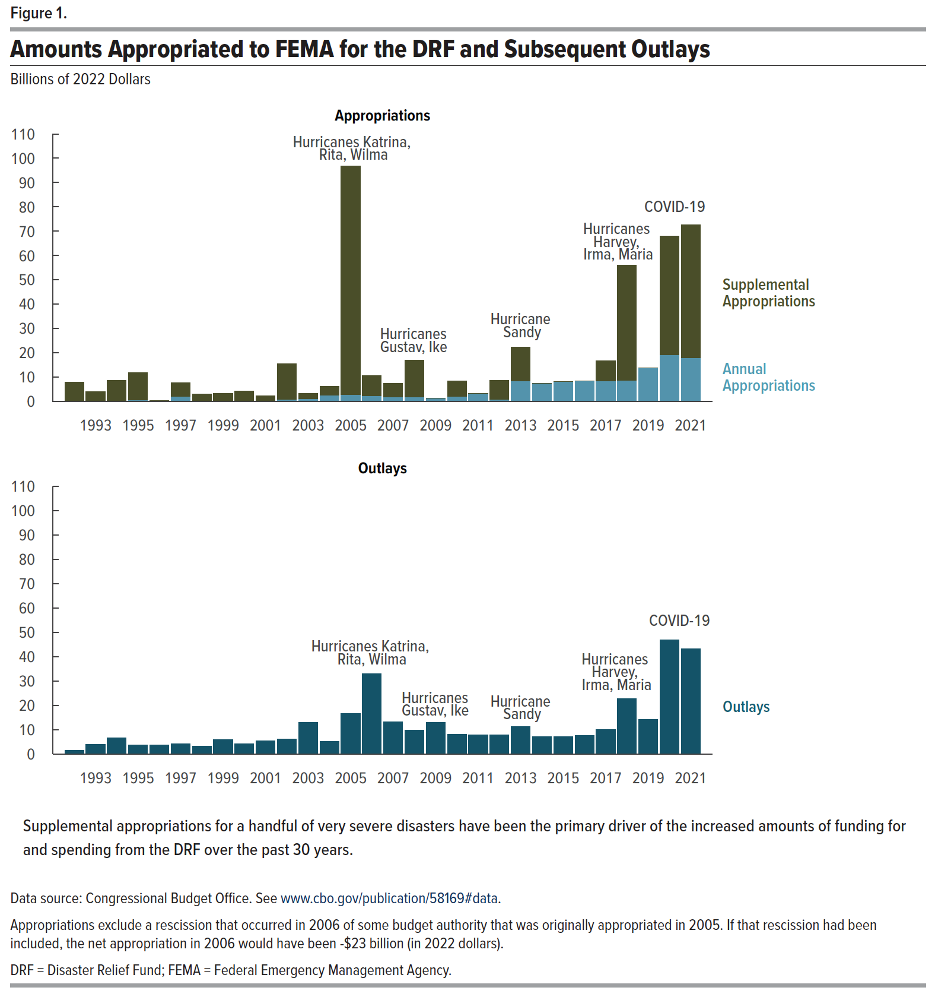 Figure 1.
Amounts Appropriated to FEMA for the DRF and Subsequent Outlays
Billions of 2022 Dollars
Appropriations
110
100
90
80
70
60
50
40
30
20
10
0
Hurricanes Katrina,
Rita, Wilma
Hurricanes
Gustav, Ike
Hurricane
Sandy
Hurricanes
Harvey,
Irma, Maria
COVID-19
Supplemental
Appropriations
Annual
Appropriations
1993 1995 1997 1999 2001 2003 2005 2007 2009 2011 2013 2015 2017 2019 2021
Outlays
110
100
90
80
70
60
50
40
30
20
10
0
Hurricanes Katrina,
Rita, Wilma
Hurricanes
Gustav, Ike
Hurricane
Sandy
Hurricanes
Harvey,
Irma, Maria
COVID-19
Outlays
1993 1995 1997 1999 2001 2003 2005 2007 2009 2011 2013 2015 2017 2019 2021
Supplemental appropriations for a handful of very severe disasters have been the primary driver of the increased amounts of funding for
and spending from the DRF over the past 30 years.
Data source: Congressional Budget Office. See www.cbo.gov/publication/58169#data.
Appropriations exclude a rescission that occurred in 2006 of some budget authority that was originally appropriated in 2005. If that rescission had been
included, the net appropriation in 2006 would have been -$23 billion (in 2022 dollars).
DRF = Disaster Relief Fund; FEMA = Federal Emergency Management Agency.